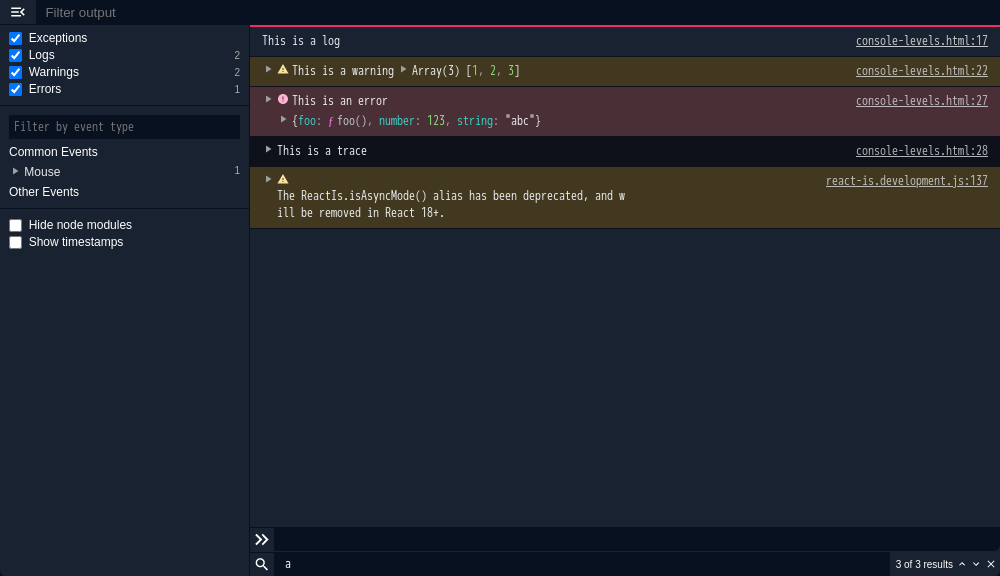 Filter output
Exceptions
Logs 2
Warnings 2
Errors 1
Filter by event type
Common Events
Mouse 1
Other Events
Hide node modules
Show timestamps
This is a log console-levels.html:17
This is a warning Array(3) [1, 2, 3] console-levels.html:22
This is an error console-levels.html:27
{foo: ƒ foo(), number: 123, string: "abc"}
This is a trace console-levels.html:28
react-is.development.js:137
The ReactIs.isAsyncMode() alias has been deprecated, and w
ill be removed in React 18+.
a 3 of 3 results